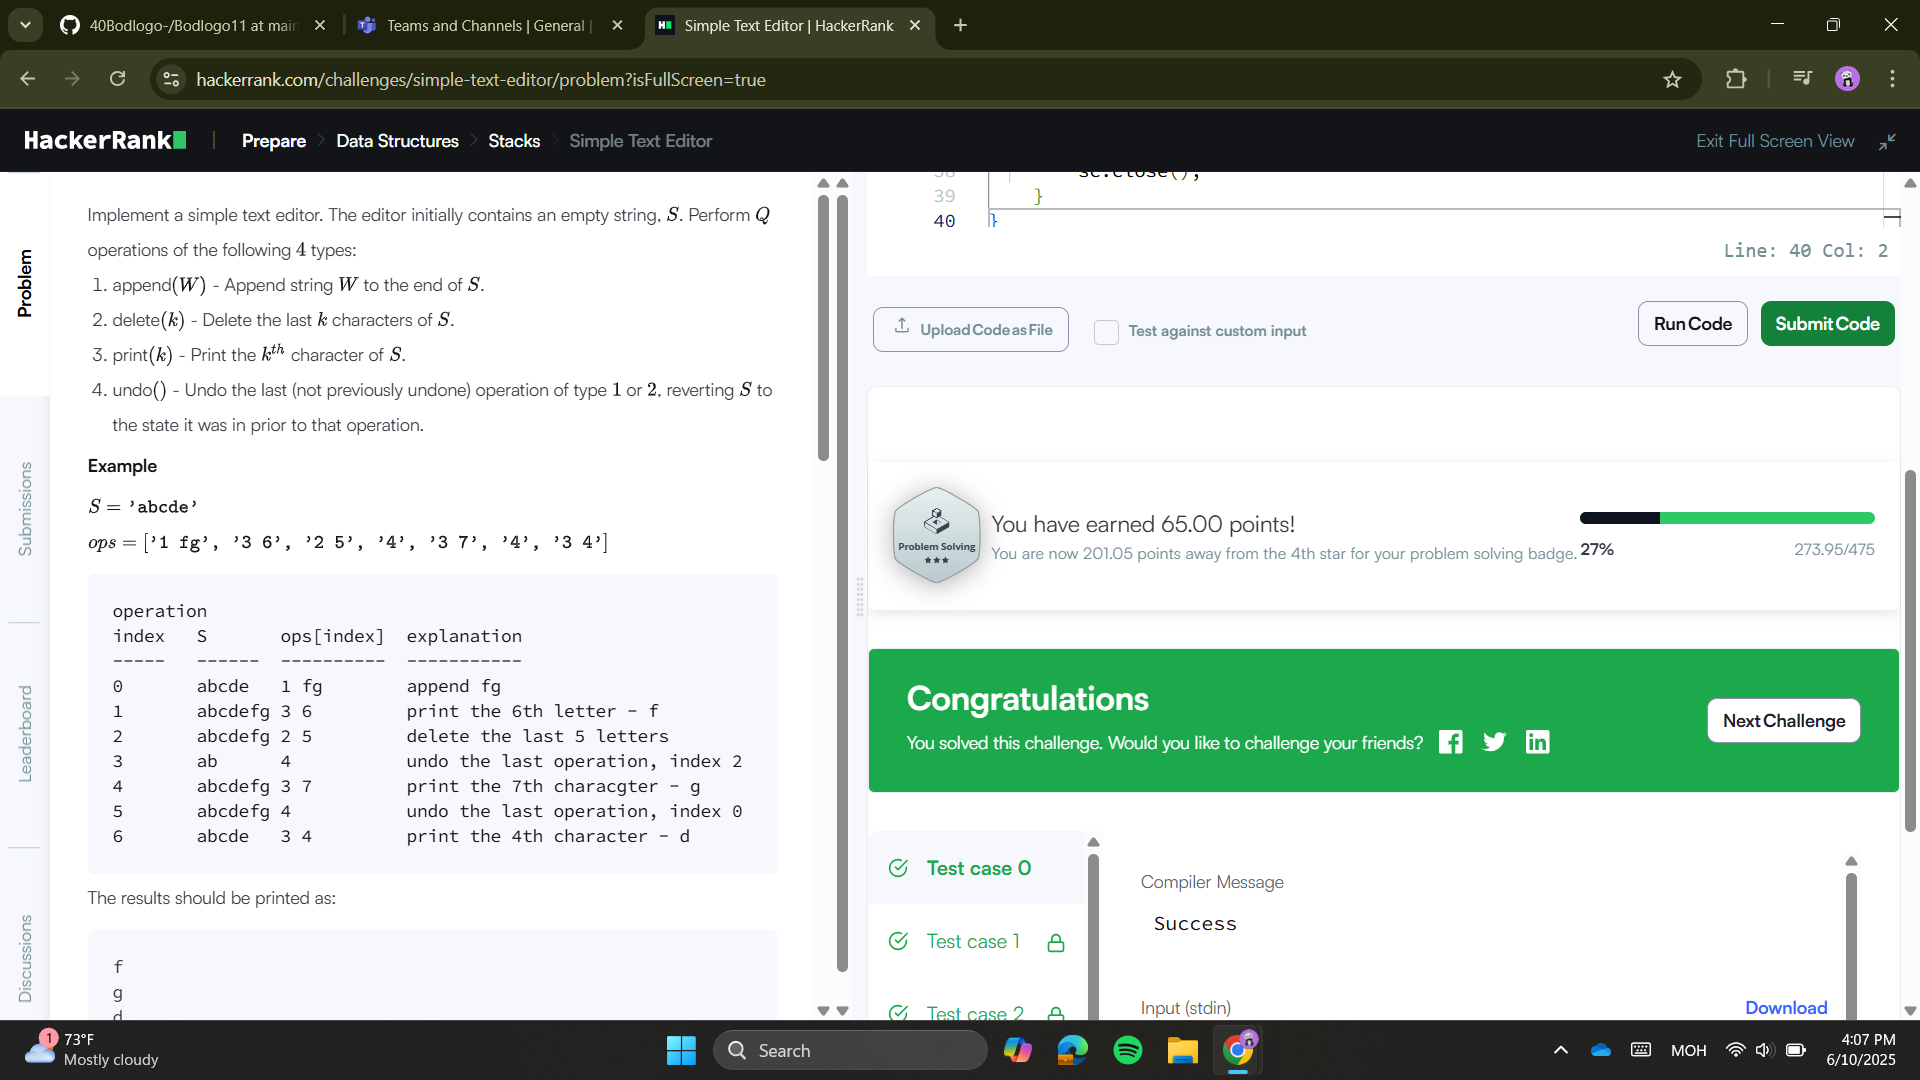 40Bodlogo-/Bodlogo11 at main
Teams and Channels | General |
Simple Text Editor | HackerRank
hackerrank.com/challenges/simple-text-editor/problem?isFullScreen=true
HackerRank
Prepare
Data Structures
Stacks
Simple Text Editor
Exit Full Screen View
Problem
Submissions
Leaderboard
Discussions
Implement a simple text editor. The editor initially contains an empty string, S. Perform Q
operations of the following 4 types:
1. append(W) - Append string W to the end of S.
2. delete(k) - Delete the last k characters of S.
3. print(k) - Print the kth character of S.
4. undo() - Undo the last (not previously undone) operation of type 1 or 2, reverting S to
the state it was in prior to that operation.
Example
S = 'abcde'
ops = ['1 fg', '3 6', '2 5', '4', '3 7', '4', '3 4']
operation
index   S       ops[index]  explanation
-----   ------  ----------  -----------
0       abcde   1 fg        append fg
1       abcdefg 3 6         print the 6th letter - f
2       abcdefg 2 5         delete the last 5 letters
3       ab      4           undo the last operation, index 2
4       abcdefg 3 7         print the 7th characgter - g
5       abcdefg 4           undo the last operation, index 0
6       abcde   3 4         print the 4th character - d
The results should be printed as:
f
g
d
38 sc.close();
39 }
40 }
Line: 40 Col: 2
Upload Code as File
Test against custom input
Run Code
Submit Code
Problem Solving
You have earned 65.00 points!
You are now 201.05 points away from the 4th star for your problem solving badge.
27%
273.95/475
Congratulations
You solved this challenge. Would you like to challenge your friends?
Next Challenge
Test case 0
Test case 1
Test case 2
Compiler Message
Success
Input (stdin)
Download
1
73°F
Mostly cloudy
Search
MOH
4:07 PM
6/10/2025